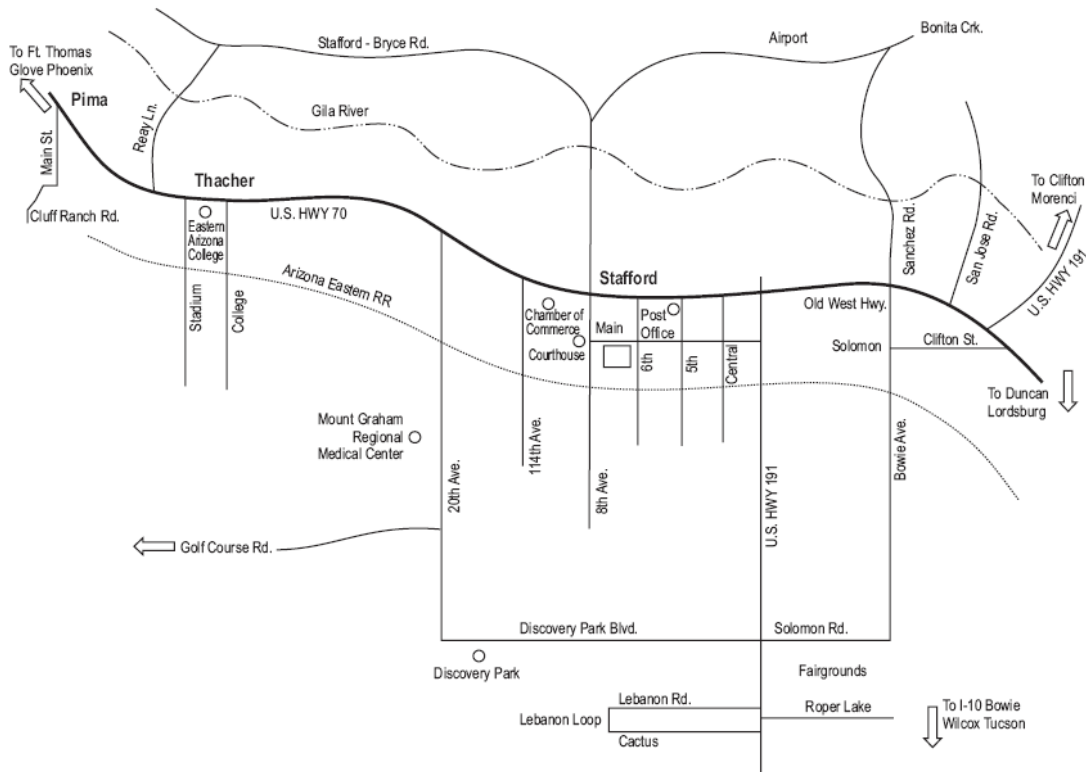 Bonita Crk.
Stafford - Bryce Rd.
Airport
To Ft. Thomas
Glove Phoenix
Pima
Reay Ln.
Gila River
Main St.
Thacher
To Clifton
Morenci
Cluff Ranch Rd.
U.S. HWY 70
Eastern
Arizona
College
Sanchez Rd.
San Jose Rd.
U.S. HWY 191
Arizona Eastern RR
Stafford
Stadium
College
Chamber of
Commerce
Main
Post
Office
Old West Hwy.
Courthouse
6th
5th
Central
Solomon
Clifton St.
To Duncan
Lordsburg
Mount Graham
Regional
Medical Center
20th Ave.
114th Ave.
8th Ave.
U.S. HWY 191
Bowie Ave.
Golf Course Rd.
Discovery Park Blvd.
Solomon Rd.
Discovery Park
Fairgrounds
Lebanon Rd.
Lebanon Loop
Roper Lake
Cactus
To I-10 Bowie
Wilcox Tucson